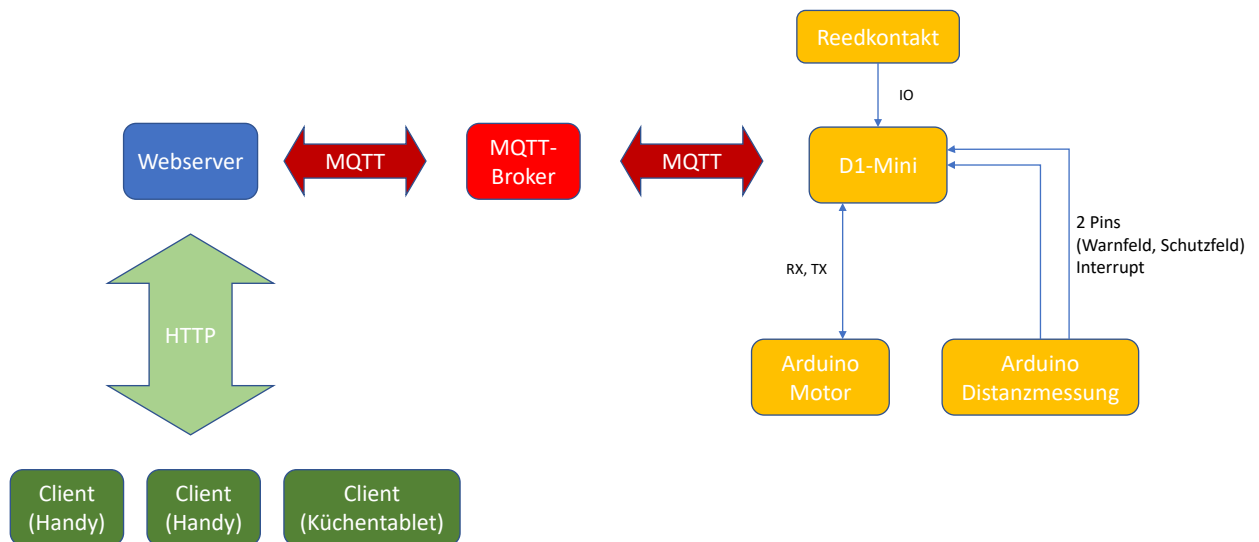 Reedkontakt
IO
Webserver
MQTT
MQTT-
Broker
MQTT
D1-Mini
2 Pins
(Warnfeld, Schutzfeld)
Interrupt
RX, TX
HTTP
Arduino
Motor
Arduino
Distanzmessung
Client
(Handy)
Client
(Handy)
Client
(Küchentablet)